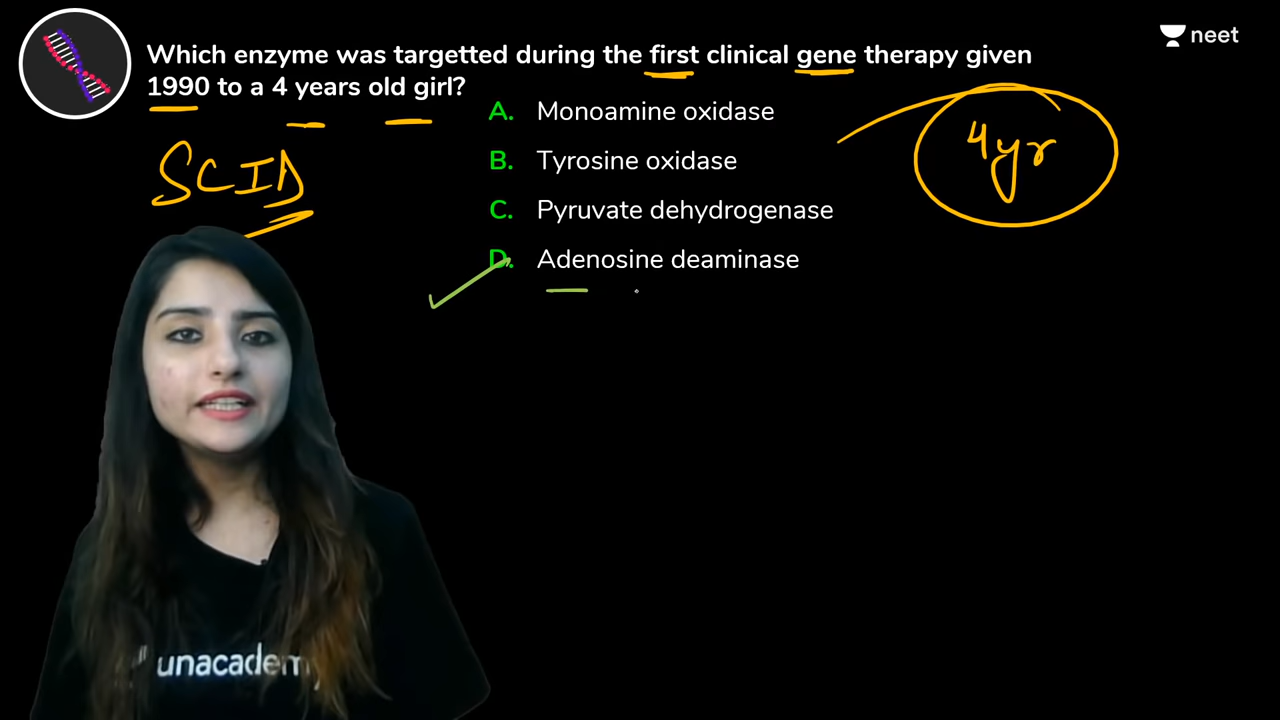 neet
Which enzyme was targetted during the first clinical gene therapy given
1990 to a 4 years old girl?
A. Monoamine oxidase
B. Tyrosine oxidase
C. Pyruvate dehydrogenase
D. Adenosine deaminase
SCID
4yr
unacademy